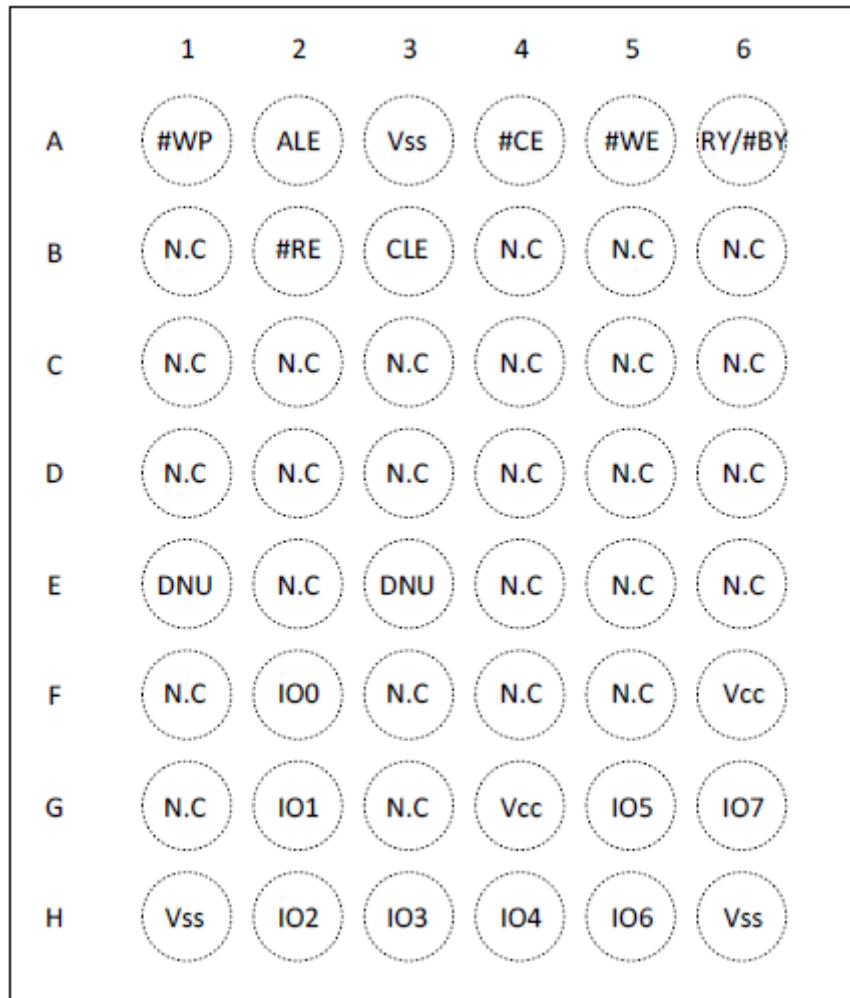 1 2 3 4 5 6
A #WP ALE Vss #CE #WE RY/#BY
B N.C #RE CLE N.C N.C N.C
C N.C N.C N.C N.C N.C N.C
D N.C N.C N.C N.C N.C N.C
E DNU N.C DNU N.C N.C N.C
F N.C IO0 N.C N.C N.C Vcc
G N.C IO1 N.C Vcc IO5 IO7
H Vss IO2 IO3 IO4 IO6 Vss